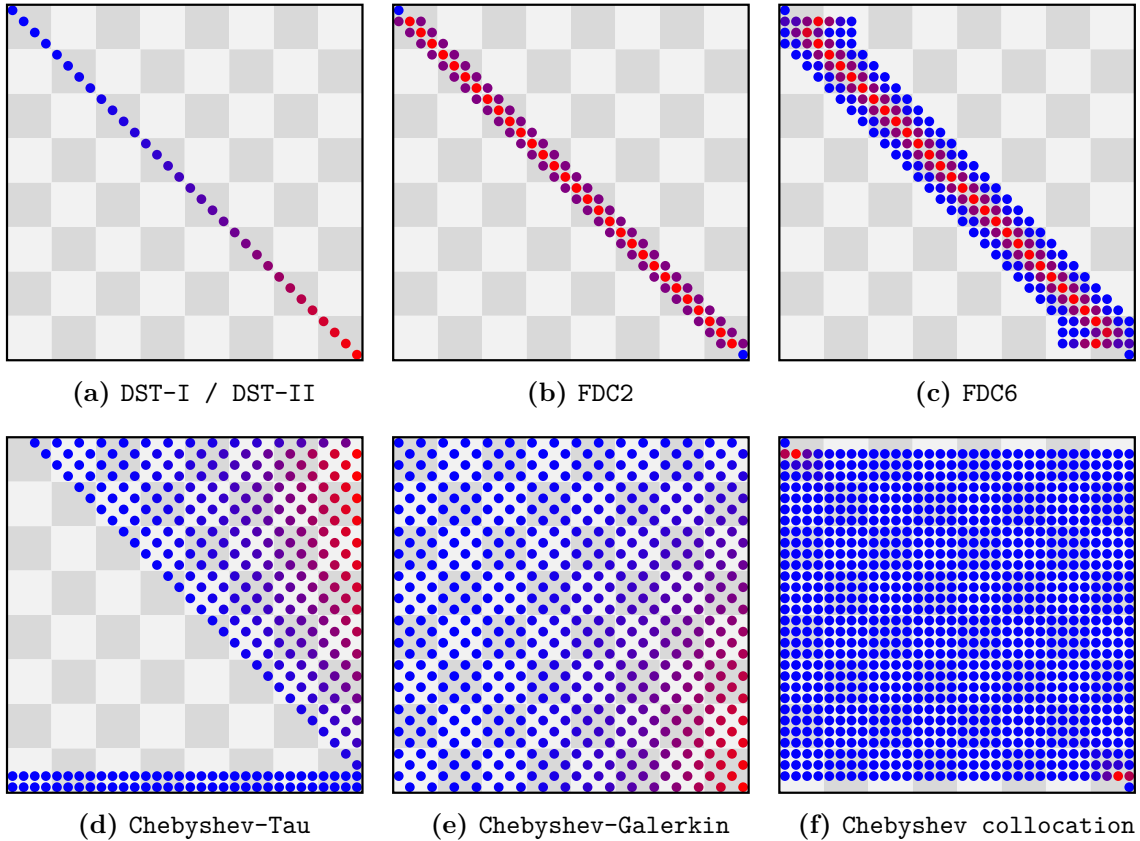 (a) DST-I / DST-II
(b) FDC2
(c) FDC6
(d) Chebyshev-Tau
(e) Chebyshev-Galerkin
(f) Chebyshev collocation